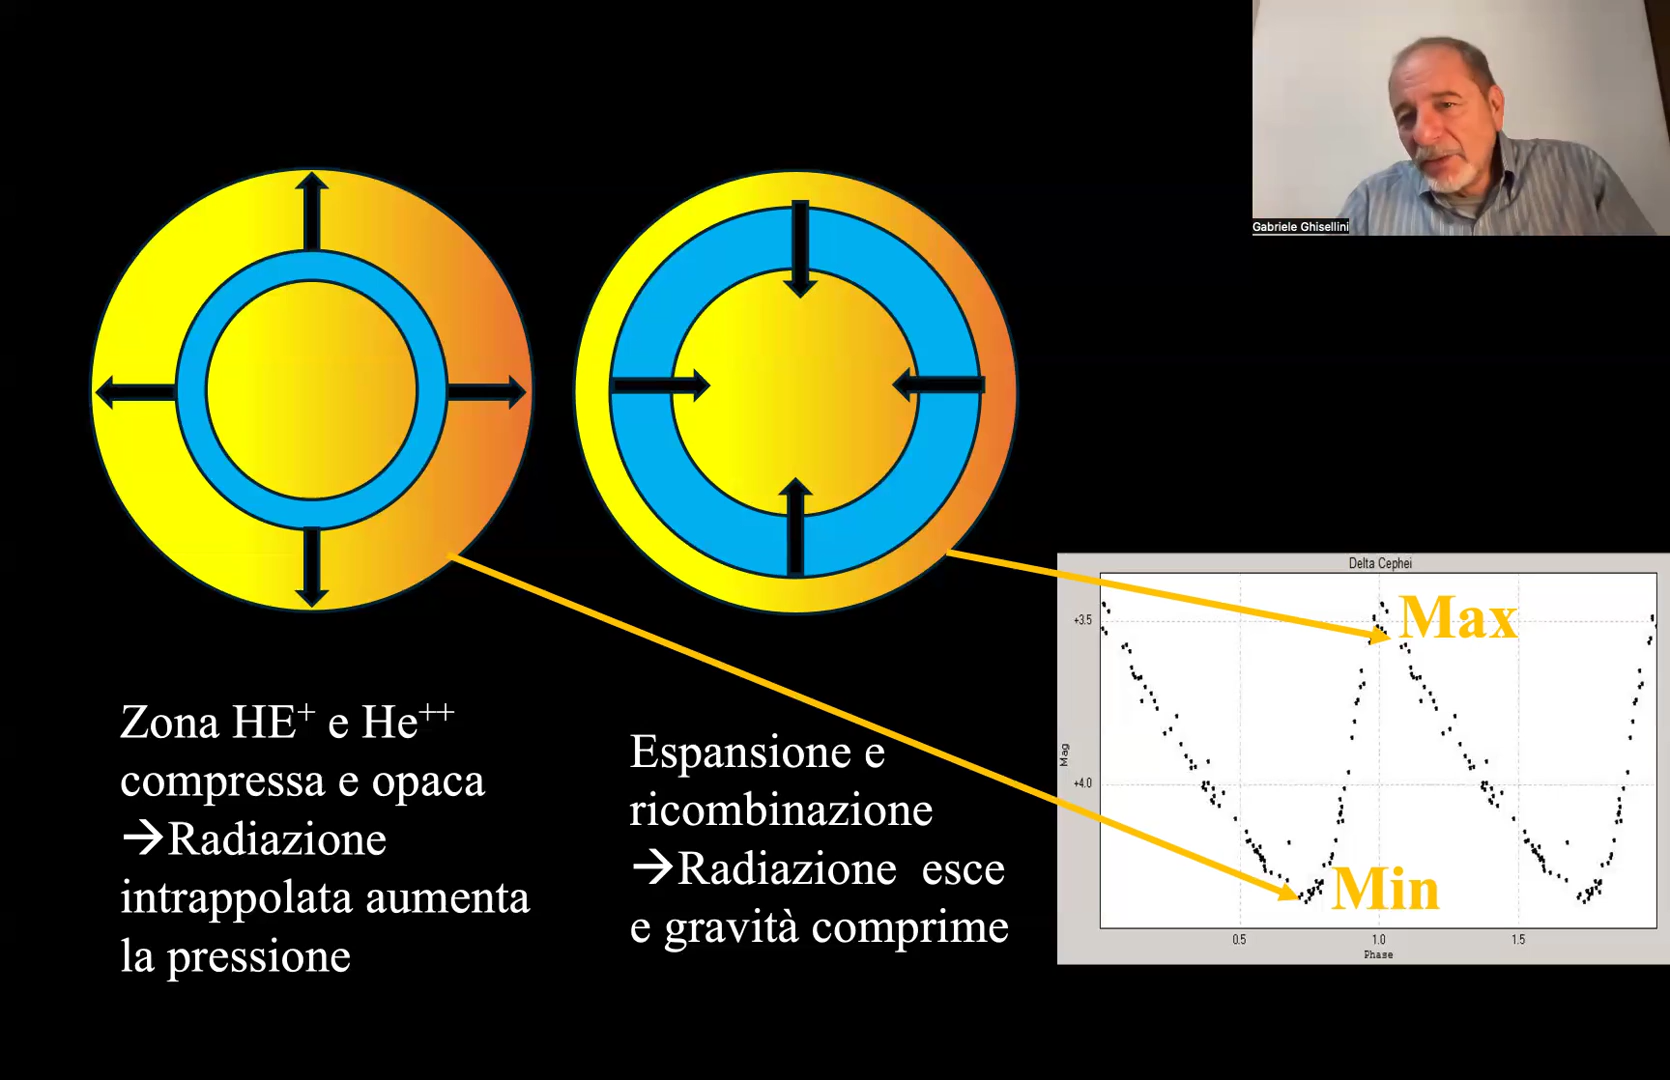 Gabriele Ghisellini
Zona HE⁺ e He⁺⁺
compressa e opaca
→Radiazione
intrappolata aumenta
la pressione
Espansione e
ricombinazione
→Radiazione esce
e gravità comprime
Delta Cephei
Max
+3.5
Mag
+4.0
Min
0.5 1.0 1.5
Phase